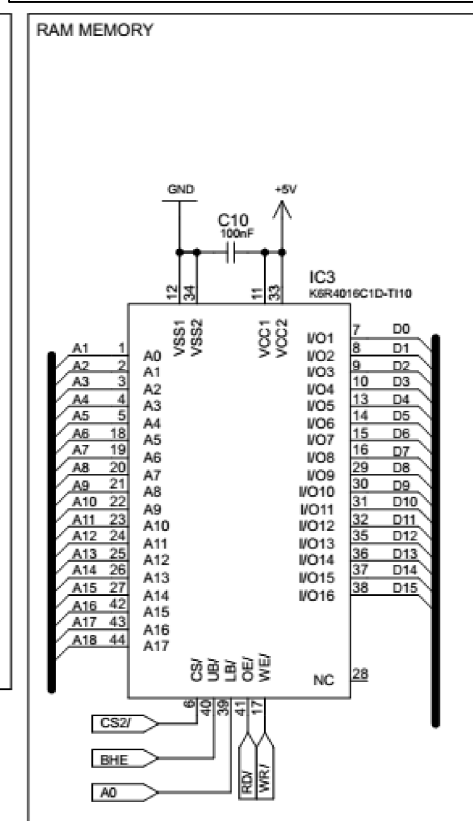 RAM MEMORY
GND
+5V
C10
100nF
IC3
K6R4016C1D-TI10
12 34 11 33
VSS1 VSS2 VCC1 VCC2
A1 1 A0
A2 2 A1
A3 3 A2
A4 4 A3
A5 5 A4
A6 18 A5
A7 19 A6
A8 20 A7
A9 21 A8
A10 22 A9
A11 23 A10
A12 24 A11
A13 25 A12
A14 26 A13
A15 27 A14
A16 42 A15
A17 43 A16
A18 44 A17
I/O1 7 D0
I/O2 8 D1
I/O3 9 D2
I/O4 10 D3
I/O5 13 D4
I/O6 14 D5
I/O7 15 D6
I/O8 16 D7
I/O9 29 D8
I/O10 30 D9
I/O11 31 D10
I/O12 32 D11
I/O13 35 D12
I/O14 36 D13
I/O15 37 D14
I/O16 38 D15
NC 28
CS/ UB/ LB/ OE/ WE/
6 40 39 41 17
CS2/
BHE
A0
RD/
WR/